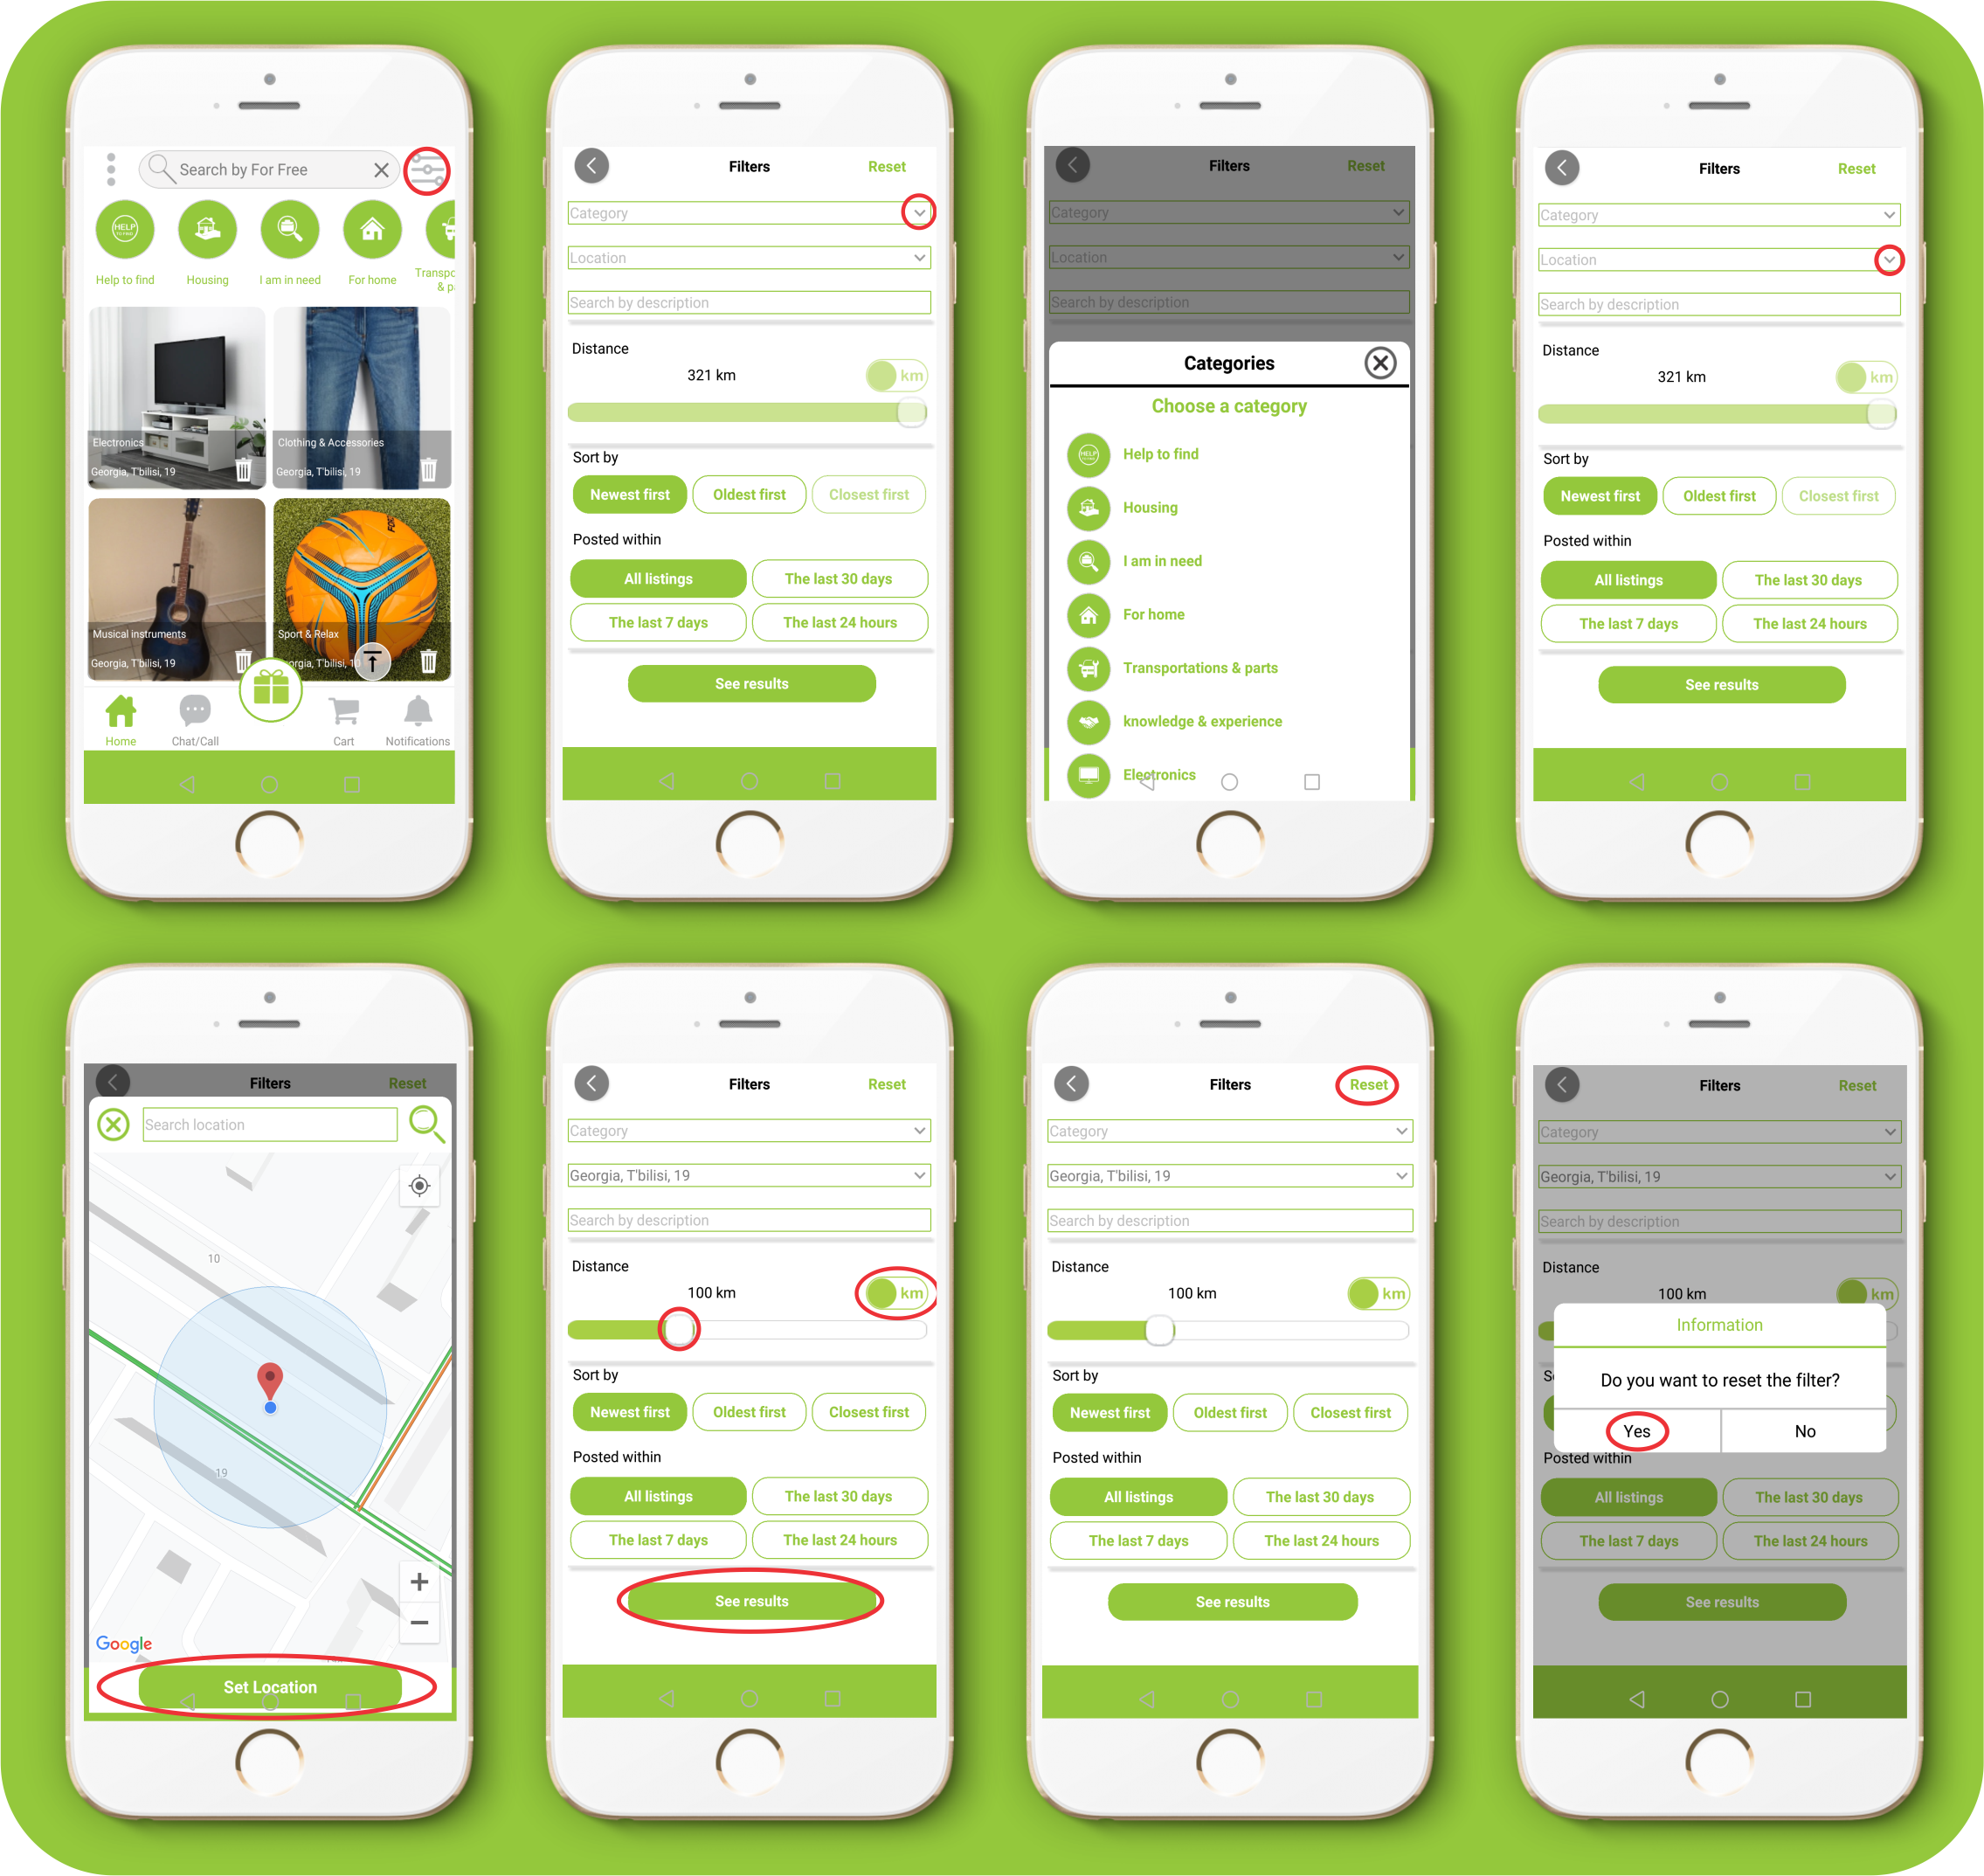 Search by For Free
HELP
TO FIND
Help to find
Housing
I am in need
For home
Transpo
& p
Electronics
Georgia, T'bilisi, 19
Clothing & Accessories
Georgia, T'bilisi, 19
Musical instruments
Georgia, T'bilisi, 19
Sport & Relax
orgia, T'bilisi, 1
Home
Chat/Call
Cart
Notifications
Filters
Reset
Category
Location
Search by description
Distance
321 km
km
Sort by
Newest first
Oldest first
Closest first
Posted within
All listings
The last 30 days
The last 7 days
The last 24 hours
See results
Filters
Reset
Category
Location
Search by description
Categories
Choose a category
HELP
Help to find
Housing
I am in need
For home
Transportations & parts
knowledge & experience
Electronics
Filters
Reset
Category
Location
Search by description
Distance
321 km
km
Sort by
Newest first
Oldest first
Closest first
Posted within
All listings
The last 30 days
The last 7 days
The last 24 hours
See results
Filters
Reset
Search location
10
19
Google
Set Location
Filters
Reset
Category
Georgia, T'bilisi, 19
Search by description
Distance
100 km
km
Sort by
Newest first
Oldest first
Closest first
Posted within
All listings
The last 30 days
The last 7 days
The last 24 hours
See results
Filters
Reset
Category
Georgia, T'bilisi, 19
Search by description
Distance
100 km
km
Sort by
Newest first
Oldest first
Closest first
Posted within
All listings
The last 30 days
The last 7 days
The last 24 hours
See results
Filters
Reset
Category
Georgia, T'bilisi, 19
Search by description
Distance
100 km
km
Information
S
Do you want to reset the filter?
Yes
No
Posted within
All listings
The last 30 days
The last 7 days
The last 24 hours
See results